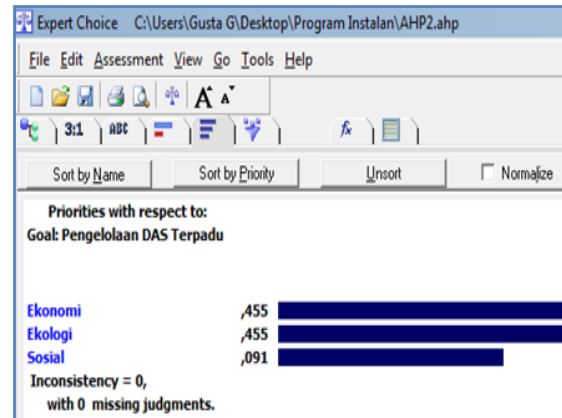 Expert Choice C:\Users\Gusta G\Desktop\Program Instalan\AHP2.ahp
File Edit Assessment View Go Tools Help
A A
3:1 ABC fx
Sort by Name Sort by Priority Unsort Normalize
Priorities with respect to:
Goal: Pengelolaan DAS Terpadu
Ekonomi ,455
Ekologi ,455
Sosial ,091
Inconsistency = 0,
with 0 missing judgments.